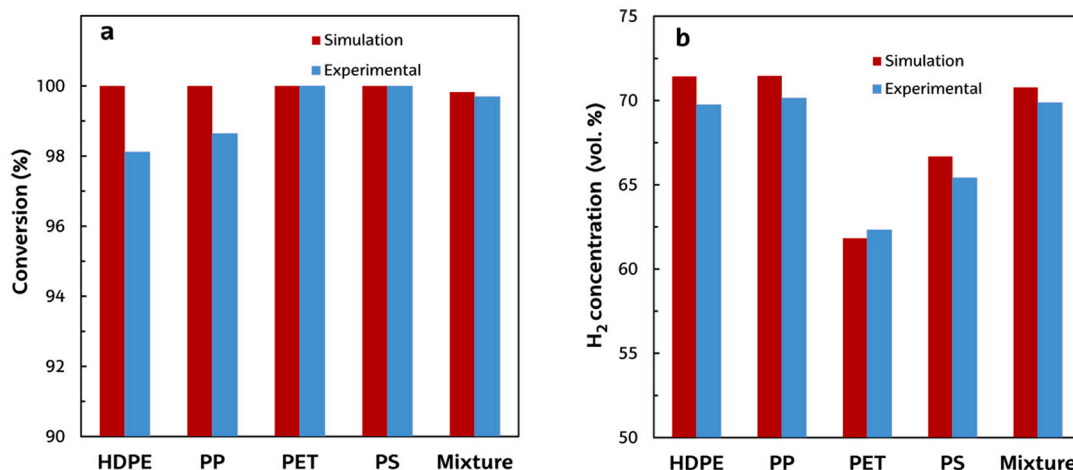 a
Simulation
Experimental
Conversion (%)
100
98
96
94
92
90
HDPE PP PET PS Mixture
b
Simulation
Experimental
H₂ concentration (vol. %)
75
70
65
60
55
50
HDPE PP PET PS Mixture